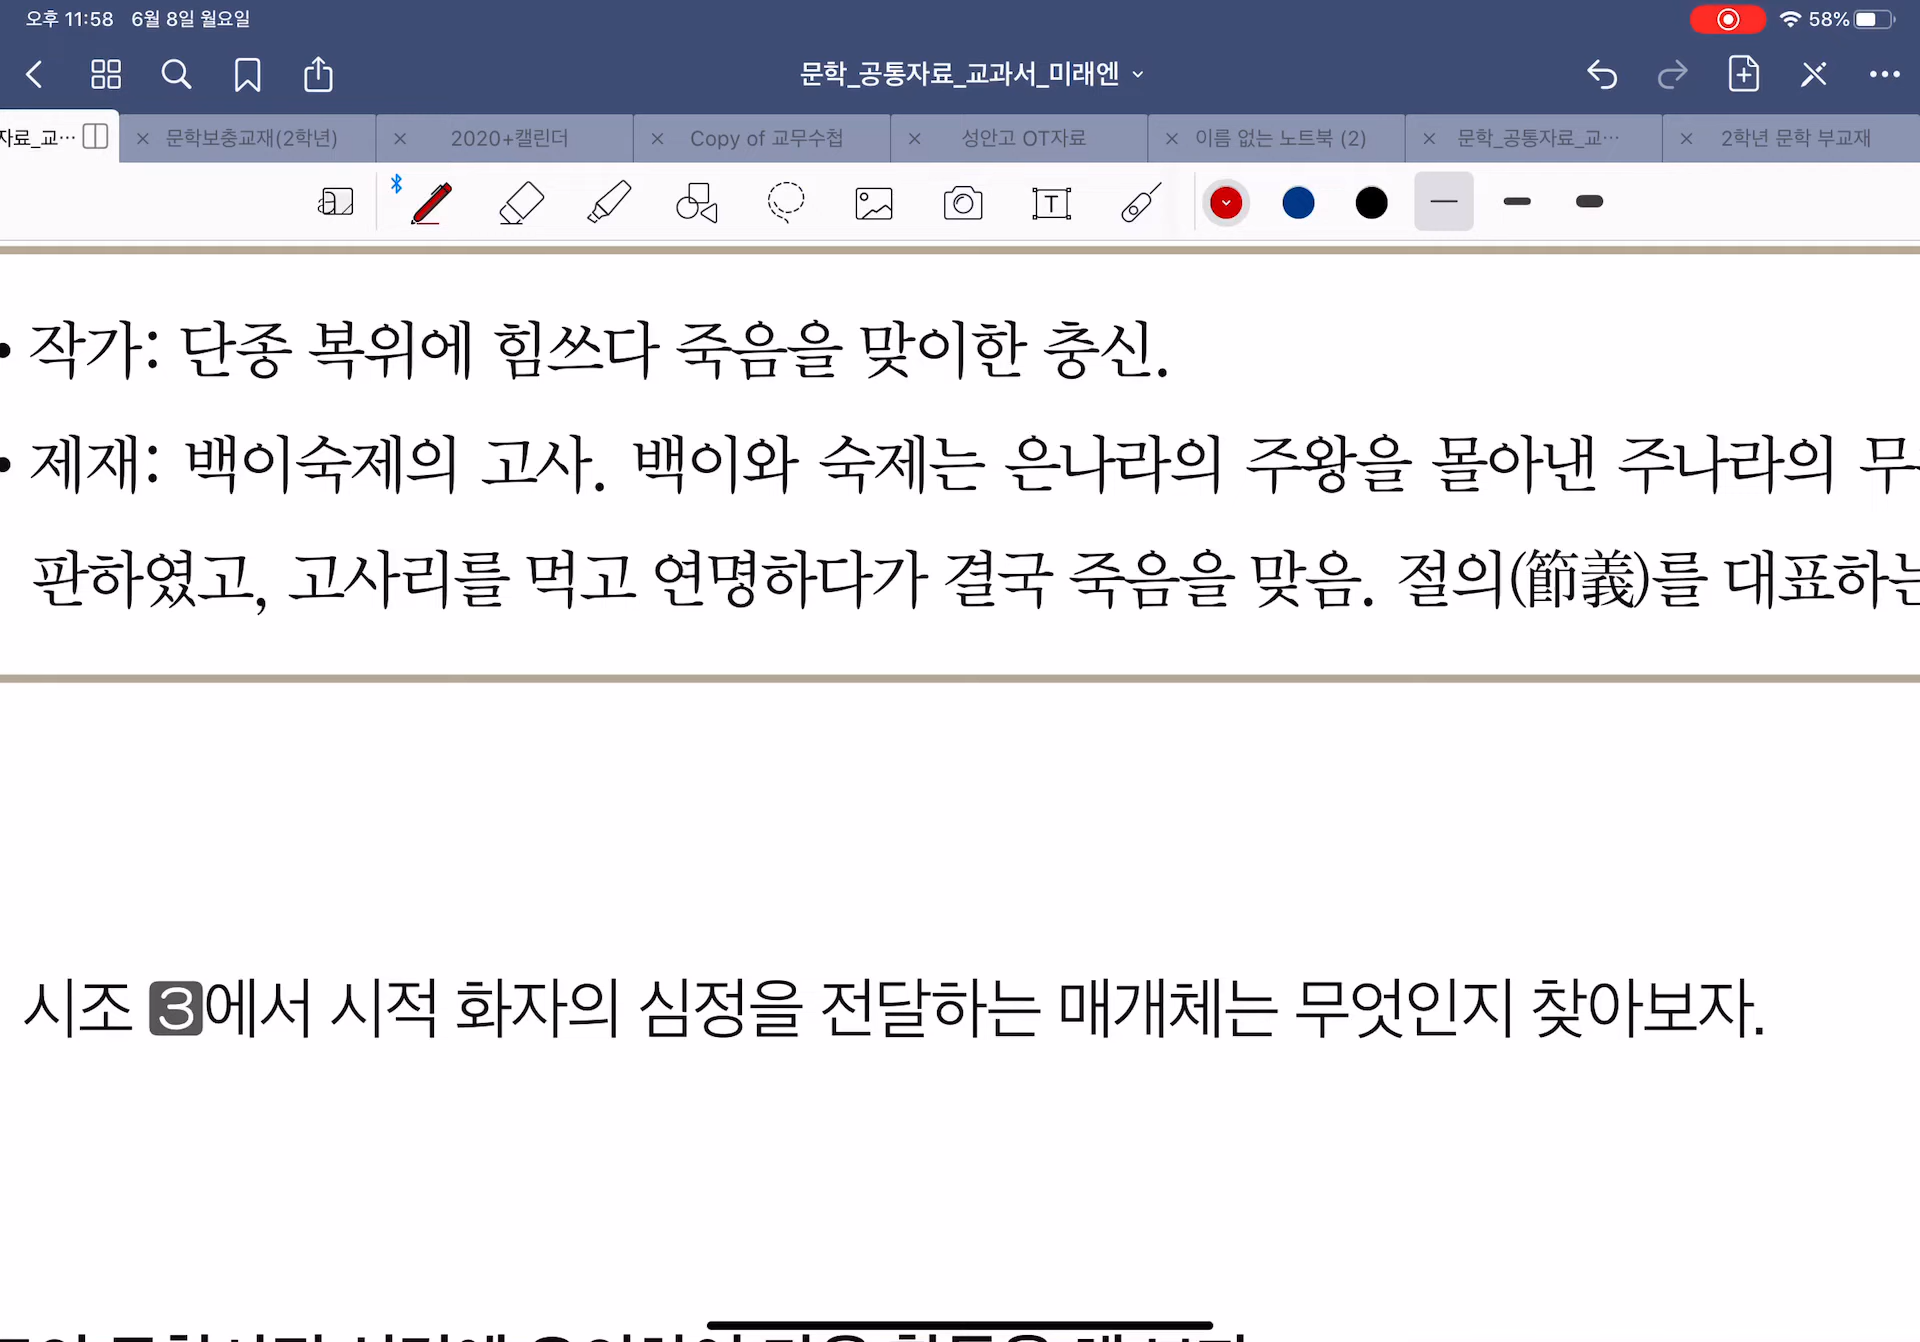 오후 11:58 6월 8일 월요일 58%
문학_공통자료_교과서_미래엔
자료_교… 문학보충교재(2학년) 2020+캘린더 Copy of 교무수첩 성안고 OT자료 이름 없는 노트북 (2) 문학_공통자료_교… 2학년 문학 부교재
• 작가: 단종 복위에 힘쓰다 죽음을 맞이한 충신.
• 제재: 백이숙제의 고사. 백이와 숙제는 은나라의 주왕을 몰아낸 주나라의 무
판하였고, 고사리를 먹고 연명하다가 결국 죽음을 맞음. 절의(節義)를 대표하는
시조 3에서 시적 화자의 심정을 전달하는 매개체는 무엇인지 찾아보자.